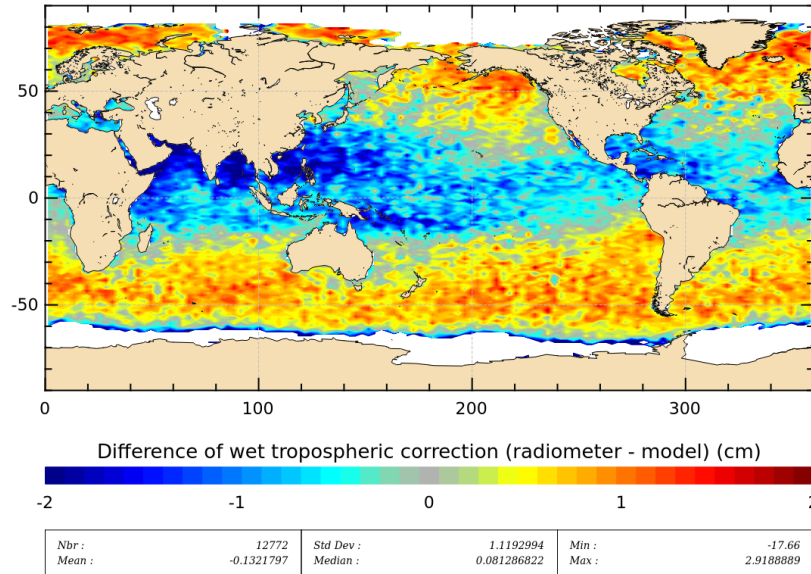 50
0
-50
0
100
200
300
Difference of wet tropospheric correction (radiometer - model) (cm)
-2
-1
0
1
2
Nbr : 12772
Mean : -0.1321797
Std Dev : 1.1192994
Median : 0.081286822
Min : -17.66
Max : 2.9188889